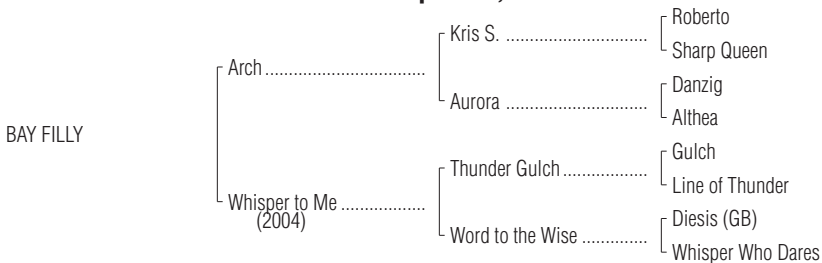 Roberto
Kris S. ................................
Sharp Queen
Arch ....................................
Danzig
Aurora ................................
Althea
BAY FILLY
Gulch
Thunder Gulch ...................
Line of Thunder
Whisper to Me ...................
(2004)
Diesis (GB)
Word to the Wise ...............
Whisper Who Dares